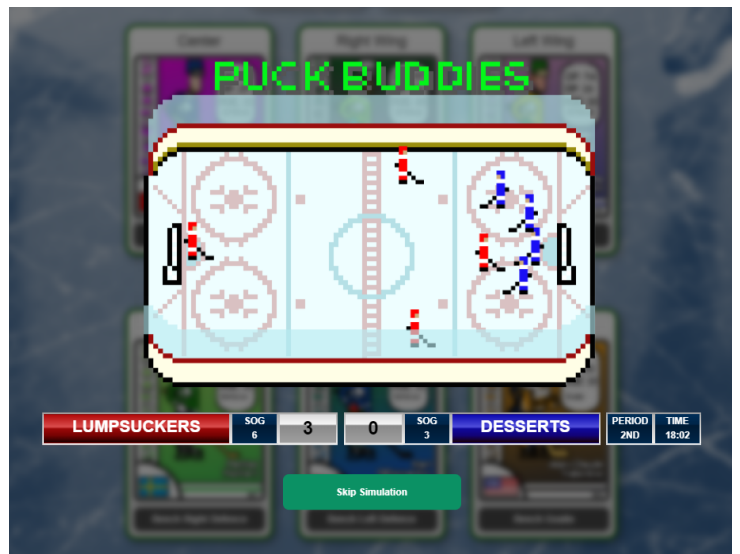 Center Right Wing Left Wing
PUCK BUDDIES
LUMPSUCKERS SOG 6 3 0 SOG 3 DESSERTS PERIOD 2ND TIME 18:02
Skip Simulation